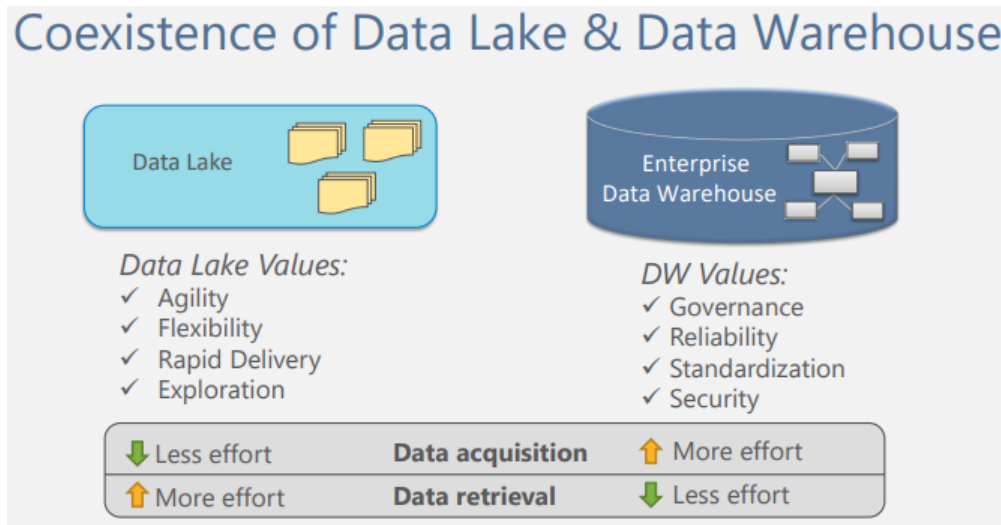 Coexistence of Data Lake & Data Warehouse
Data Lake
Enterprise
Data Warehouse
Data Lake Values:
✓ Agility
✓ Flexibility
✓ Rapid Delivery
✓ Exploration
DW Values:
✓ Governance
✓ Reliability
✓ Standardization
✓ Security
Less effort Data acquisition More effort
More effort Data retrieval Less effort